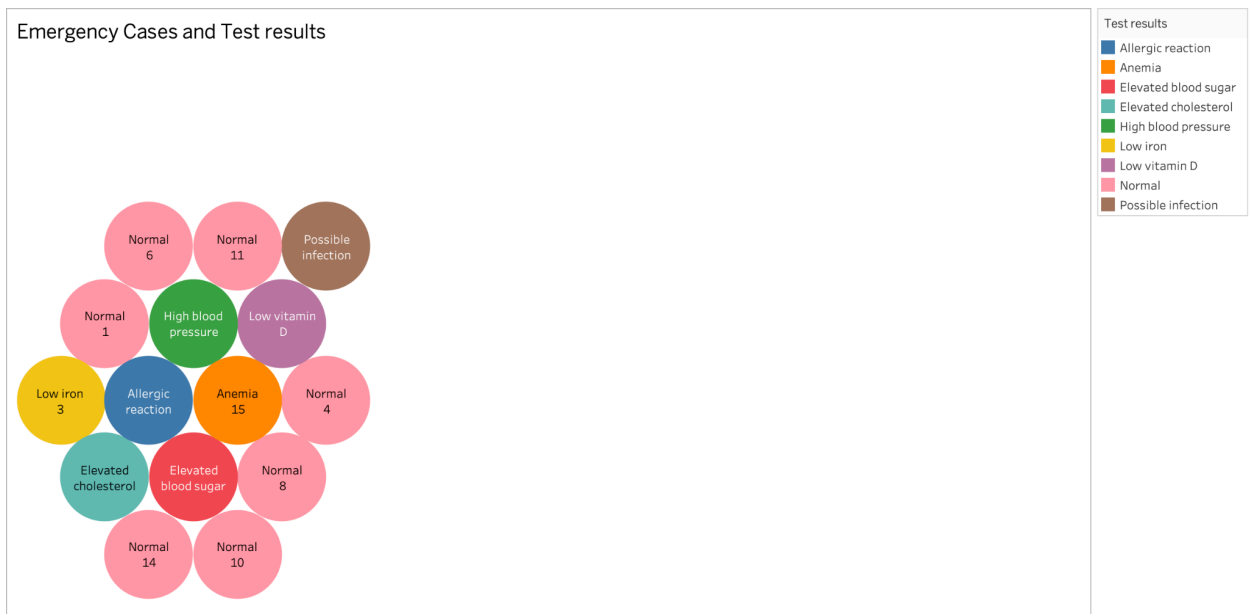 Emergency Cases and Test results
Normal
6
Normal
11
Possible
infection
Normal
1
High blood
pressure
Low vitamin
D
Low iron
3
Allergic
reaction
Anemia
15
Normal
4
Elevated
cholesterol
Elevated
blood sugar
Normal
8
Normal
14
Normal
10
Test results
Allergic reaction
Anemia
Elevated blood sugar
Elevated cholesterol
High blood pressure
Low iron
Low vitamin D
Normal
Possible infection